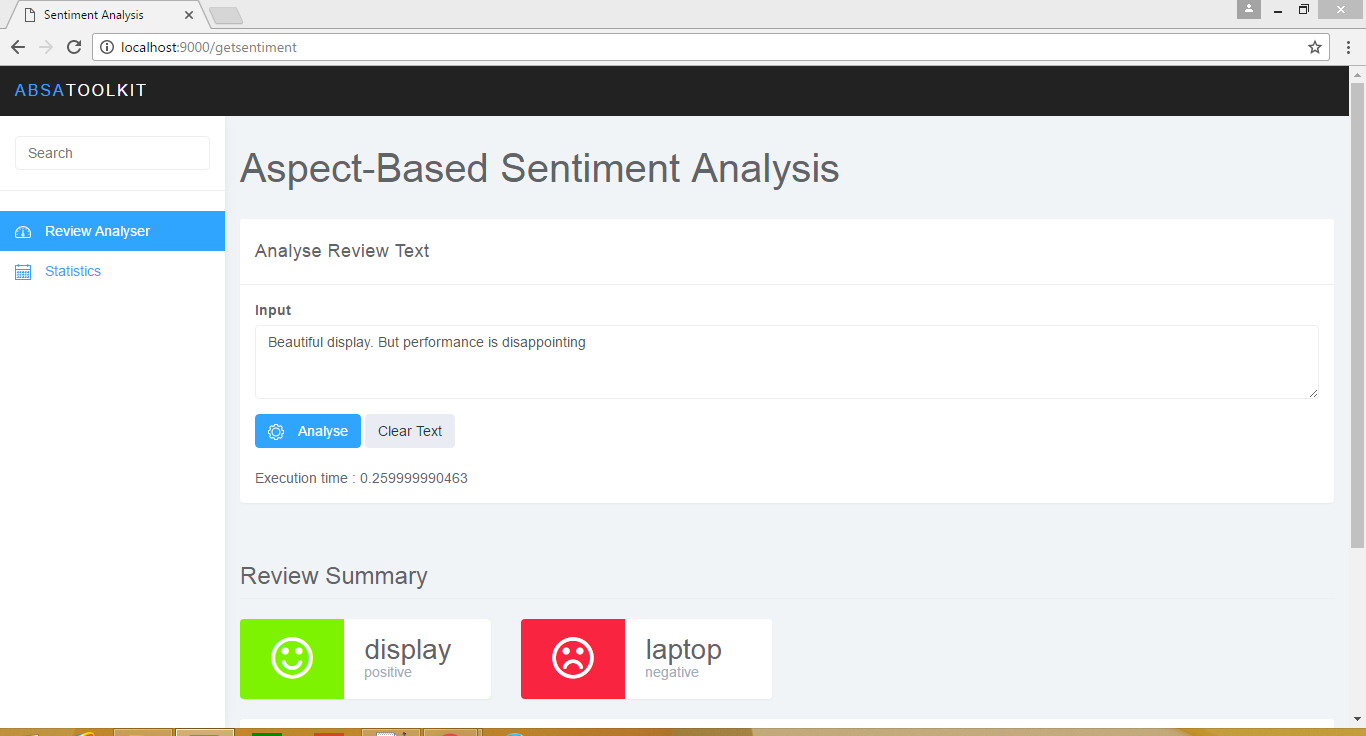 Sentiment Analysis
localhost:9000/getsentiment
ABSATOOLKIT
Search
Review Analyser
Statistics
Aspect-Based Sentiment Analysis
Analyse Review Text
Input
Beautiful display. But performance is disappointing
Analyse
Clear Text
Execution time : 0.259999990463
Review Summary
display
positive
laptop
negative